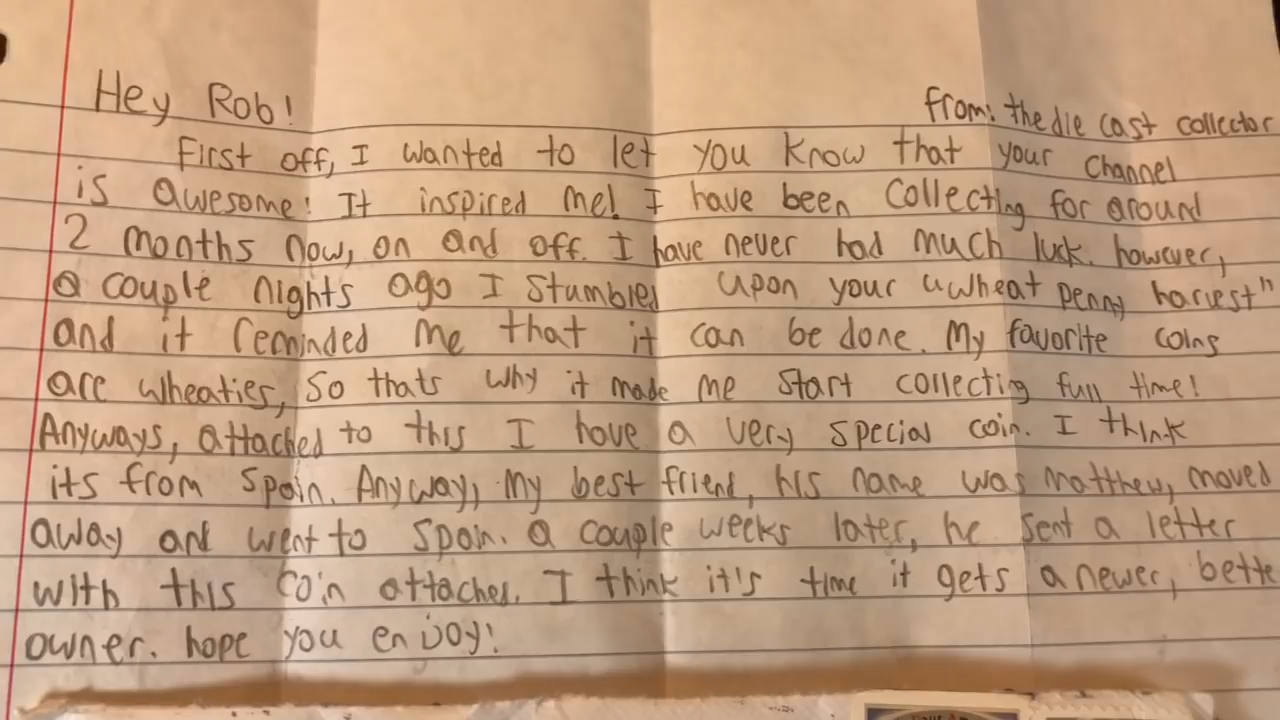 Hey Rob!
from: the die cast collector
First off, I wanted to let you know that your channel
is awesome! It inspired me! I have been collecting for around
2 months now, on and off. I have never had much luck. however,
a couple nights ago I stumbled upon your "wheat penny harvest"
and it reminded me that it can be done. My favorite coins
are wheaties, so thats why it made me start collecting full time!
Anyways, attached to this I have a very special coin. I think
its from spain. Anyway, my best friend, his name was matthew, moved
away and went to spain. a couple weeks later, he sent a letter
with this coin attached. I think it's time it gets a newer, bette
owner. hope you enjoy!